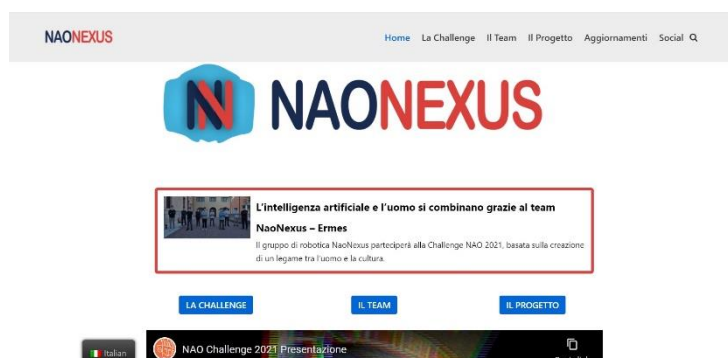 NAONEXUS
Home La Challenge Il Team Il Progetto Aggiornamenti Social
NAONEXUS
L'intelligenza artificiale e l'uomo si combinano grazie al team
NaoNexus – Ermes
Il gruppo di robotica NaoNexus parteciperà alla Challenge NAO 2021, basata sulla creazione
di un legame tra l'uomo e la cultura.
LA CHALLENGE IL TEAM IL PROGETTO
Italian
NAO Challenge 2021 Presentazione